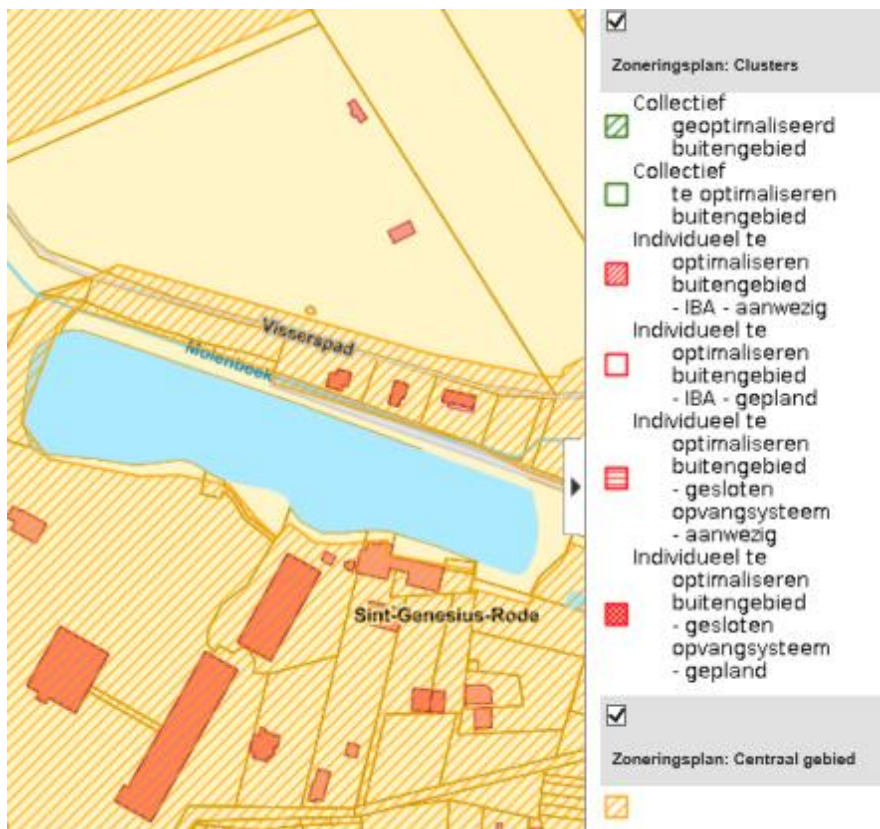 Visserspad
Molenbeek
Sint-Genesius-Rode
Zoneringsplan: Clusters
Collectief
geoptimaliseerd
buitengebied
Collectief
te optimaliseren
buitengebied
Individueel te
optimaliseren
buitengebied
- IBA - aanwezig
Individueel te
optimaliseren
buitengebied
- IBA - gepland
Individueel te
optimaliseren
buitengebied
- gesloten
opvangsysteem
- aanwezig
Individueel te
optimaliseren
buitengebied
- gesloten
opvangsysteem
- gepland
Zoneringsplan: Centraal gebied